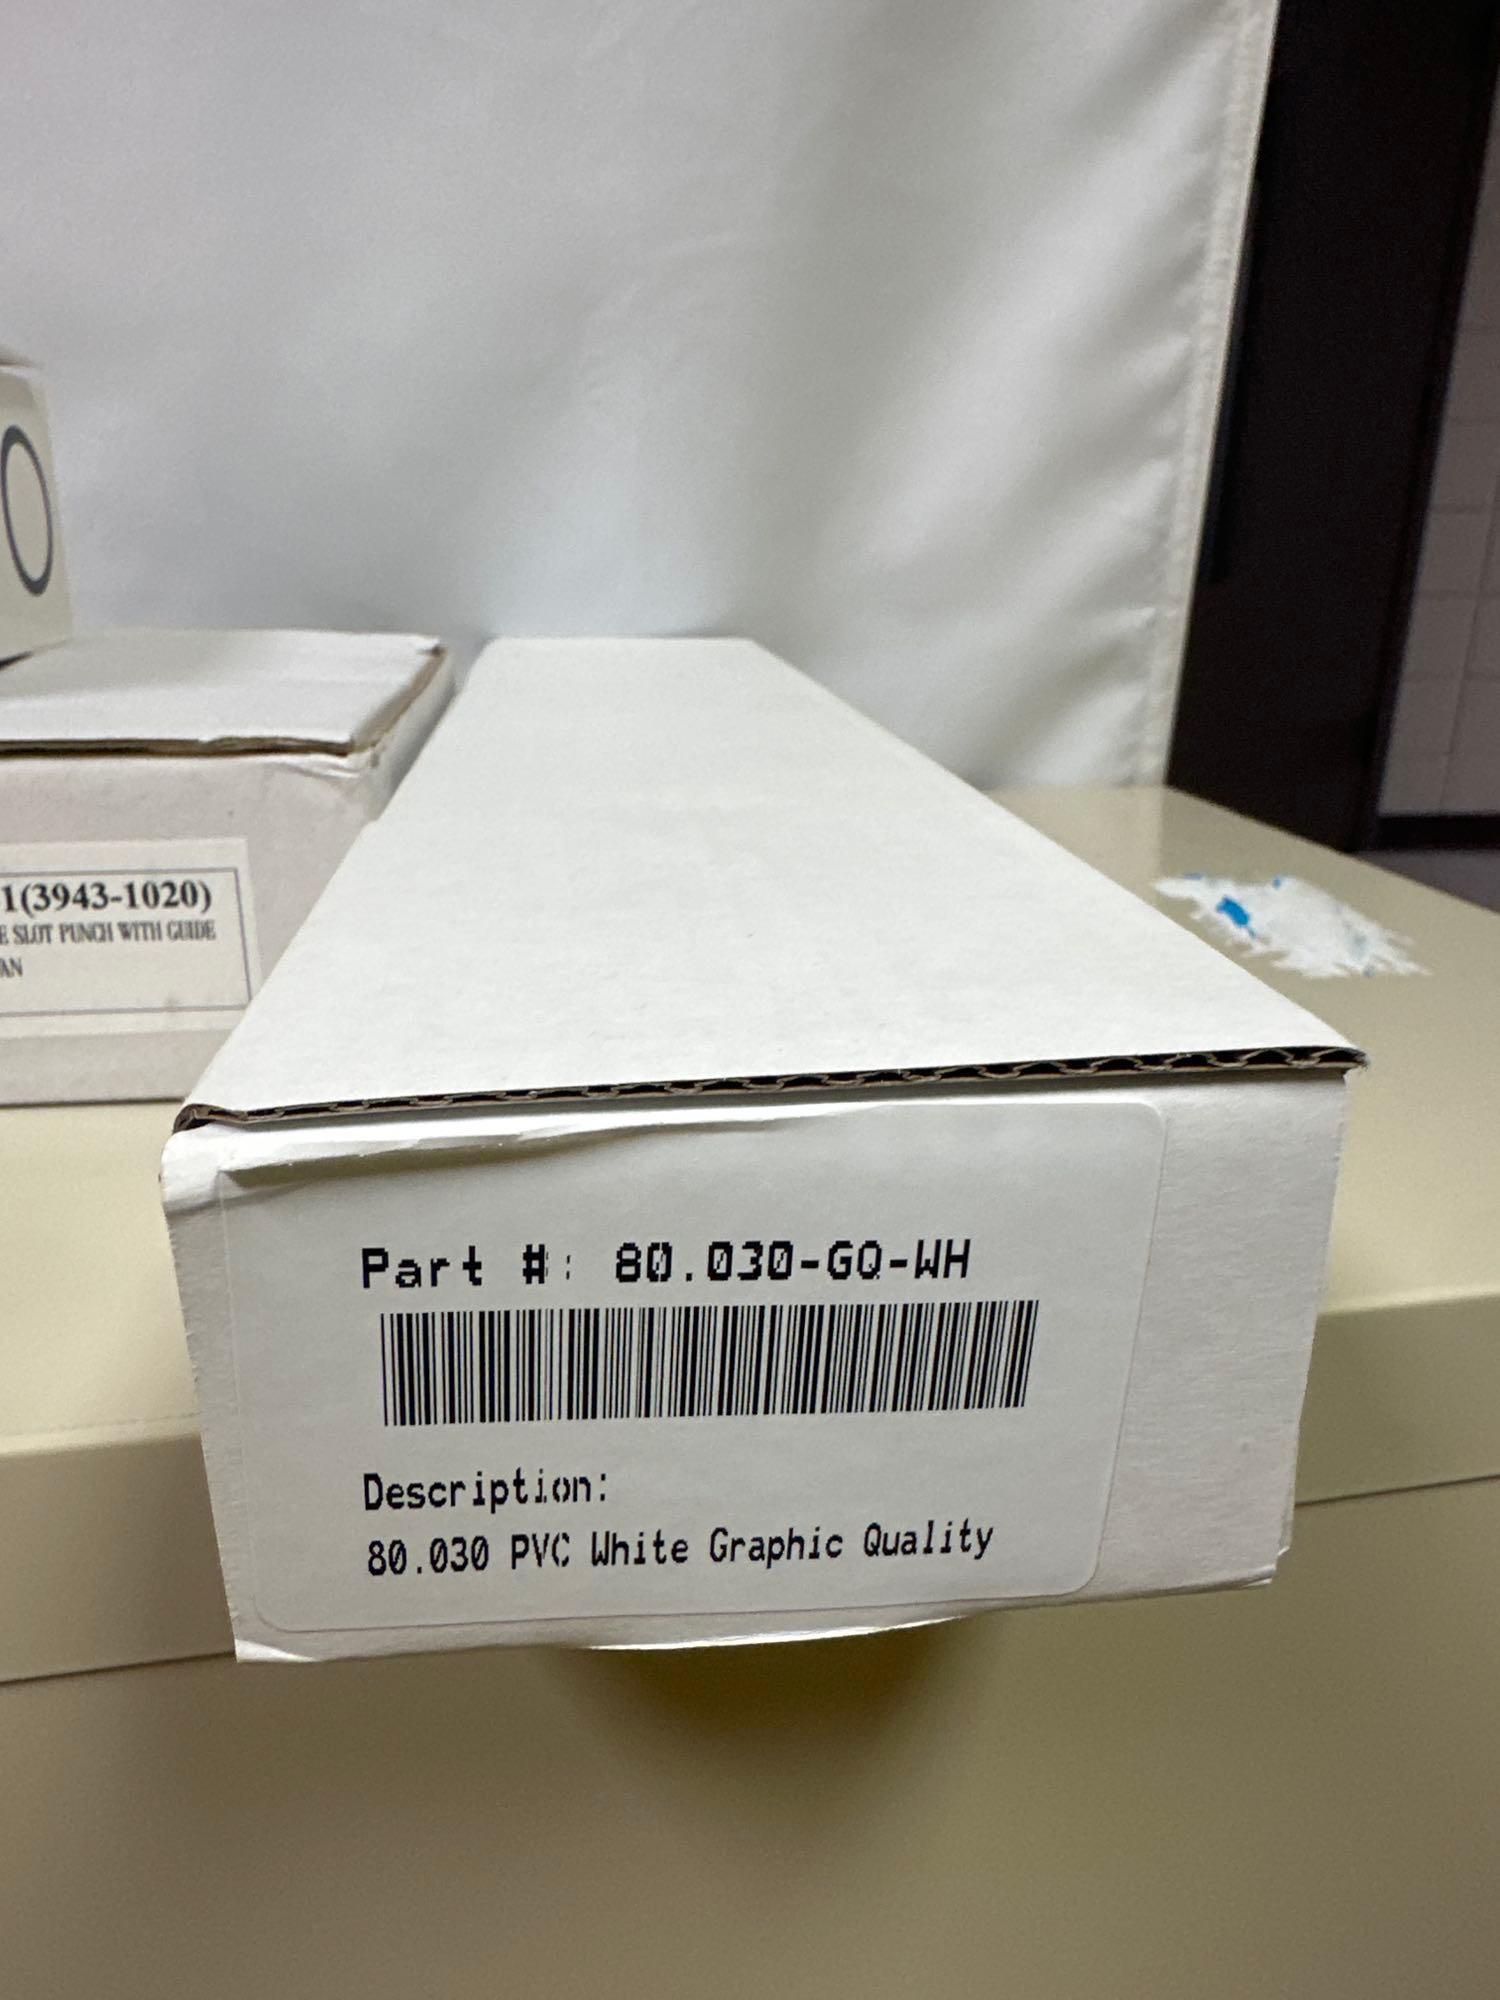 1(3943-1020)
E SLOT PUNCH WITH GUIDE
AN
Part #: 80.030-GQ-WH
Description:
80.030 PVC White Graphic Quality